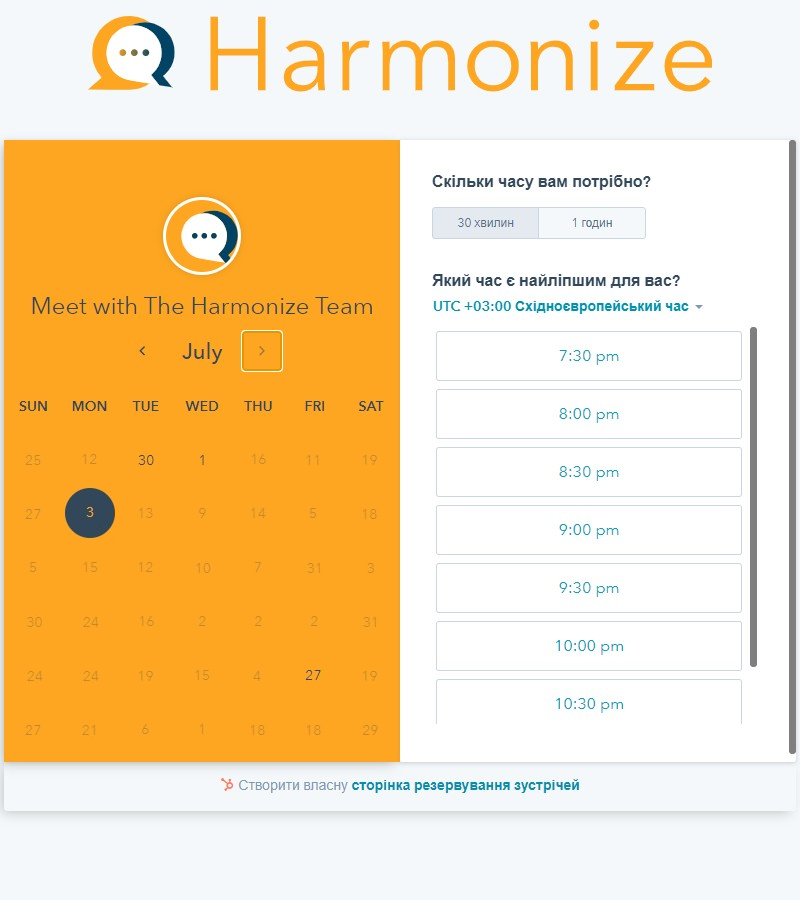 Harmonize
Meet with The Harmonize Team
July
SUN MON TUE WED THU FRI SAT
25 12 30 1 16 11 19
27 3 13 9 14 5 18
5 15 12 10 7 31 3
30 24 16 2 2 2 31
24 24 19 15 4 27 19
27 21 6 1 18 18 29
Скільки часу вам потрібно?
30 хвилин 1 годин
Який час є найліпшим для вас?
UTC +03:00 Східноєвропейський час
7:30 pm
8:00 pm
8:30 pm
9:00 pm
9:30 pm
10:00 pm
10:30 pm
Створити власну сторінка резервування зустрічей